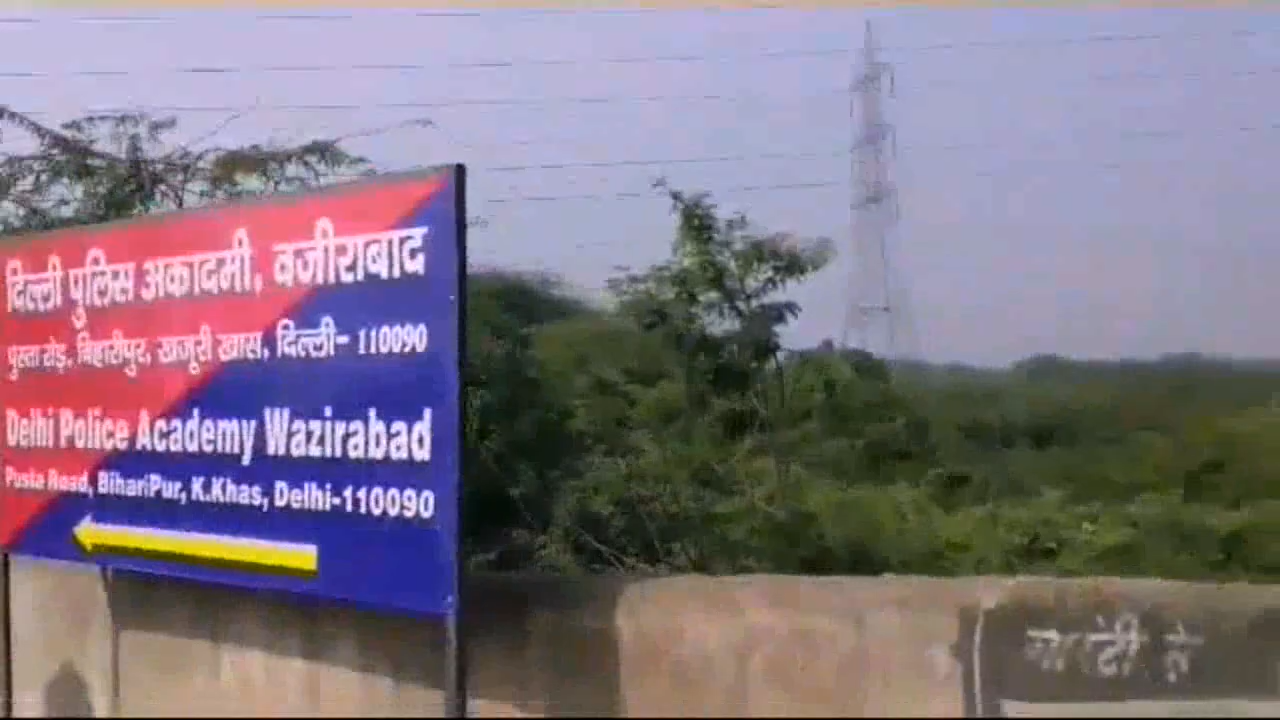 दिल्ली पुलिस अकादमी, वजीराबाद
पुस्ता रोड़, बिहारीपुर, खजूरी खास, दिल्ली- 110090
Delhi Police Academy Wazirabad
Pusta Road, BihariPur, K.Khas, Delhi-110090